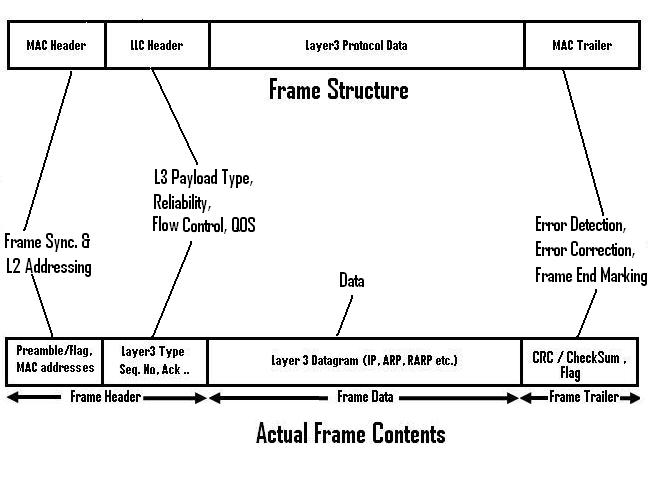 MAC Header LLC Header Layer3 Protocol Data MAC Trailer
Frame Structure
L3 Payload Type,
Reliability,
Flow Control, QOS
Frame Sync. &
L2 Addressing
Error Detection,
Error Correction,
Frame End Marking
Data
Preamble/Flag,
MAC addresses
Layer3 Type
Seq. No, Ack ..
Layer 3 Datagram (IP, ARP, RARP etc.)
CRC / CheckSum ,
Flag
Frame Header Frame Data Frame Trailer
Actual Frame Contents